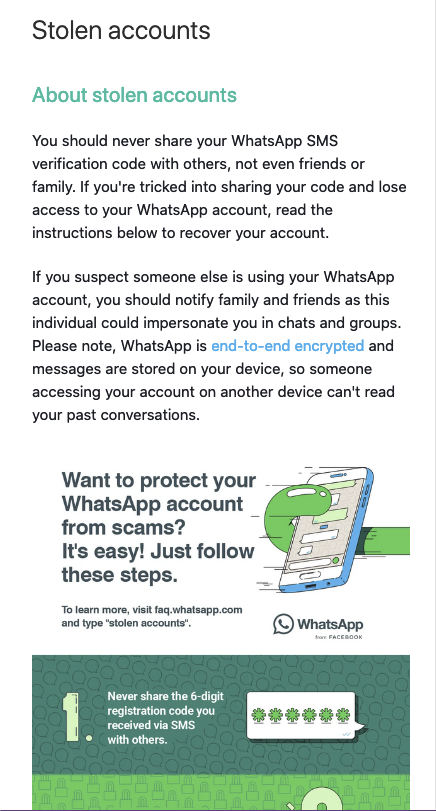 Stolen accounts
About stolen accounts
You should never share your WhatsApp SMS
verification code with others, not even friends or
family. If you're tricked into sharing your code and lose
access to your WhatsApp account, read the
instructions below to recover your account.
If you suspect someone else is using your WhatsApp
account, you should notify family and friends as this
individual could impersonate you in chats and groups.
Please note, WhatsApp is end-to-end encrypted and
messages are stored on your device, so someone
accessing your account on another device can't read
your past conversations.
Want to protect your
WhatsApp account
from scams?
It's easy! Just follow
these steps.
To learn more, visit faq.whatsapp.com
and type "stolen accounts".
WhatsApp
from FACEBOOK
1.
Never share the 6-digit
registration code you
received via SMS
with others.
******